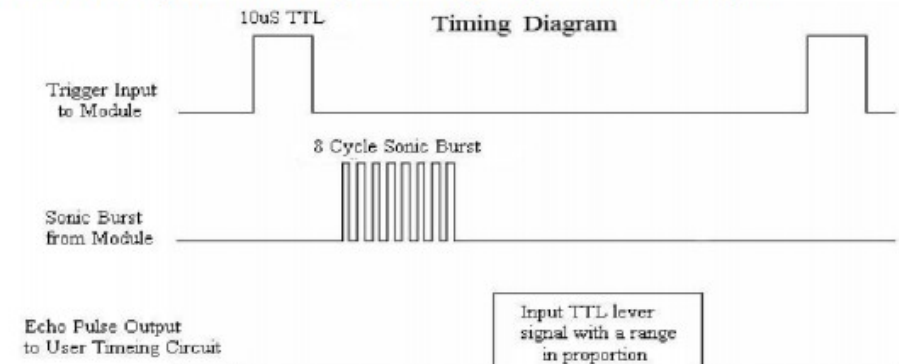 10uS TTL
Timing Diagram
Trigger Input
to Module
8 Cycle Sonic Burst
Sonic Burst
from Module
Echo Pulse Output
to User Timeing Circuit
Input TTL lever
signal with a range
in proportion